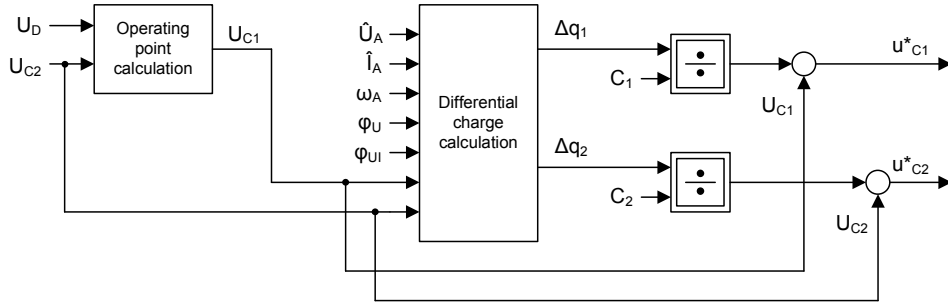 U_D
U_C2
Operating
point
calculation
U_C1
Û_A
Î_A
ω_A
φ_U
φ_UI
Differential
charge
calculation
Δq_1
C_1
÷
U_C1
u*_C1
Δq_2
C_2
÷
U_C2
u*_C2